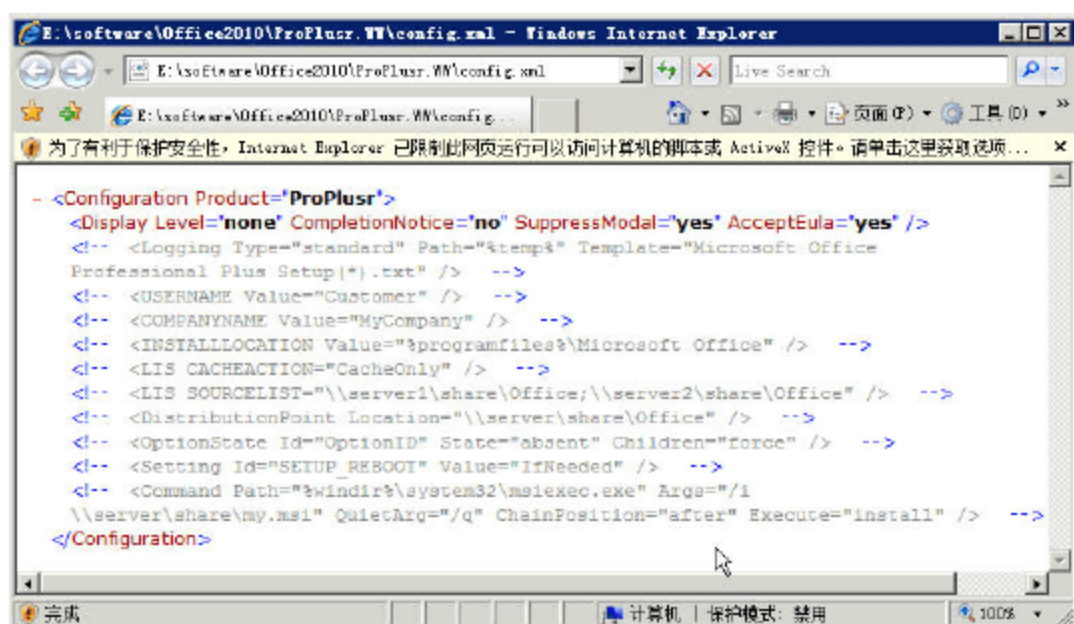 E:\software\Office2010\ProPlusr.WW\config.xml - Windows Internet Explorer
E:\software\Office2010\ProPlusr.WW\config.xml
Live Search
E:\software\Office2010\ProPlusr.WW\config...
页面(P)
工具(O)
»
为了有利于保护安全性，Internet Explorer 已限制此网页运行可以访问计算机的脚本或 ActiveX 控件。请单击这里获取选项...
- <Configuration Product="ProPlusr">
<Display Level="none" CompletionNotice="no" SuppressModal="yes" AcceptEula="yes" />
<!-- <Logging Type="standard" Path="%temp%" Template="Microsoft Office
Professional Plus Setup(*).txt" /> -->
<!-- <USERNAME Value="Customer" /> -->
<!-- <COMPANYNAME Value="MyCompany" /> -->
<!-- <INSTALLLOCATION Value="%programfiles%\Microsoft Office" /> -->
<!-- <LIS CACHEACTION="CacheOnly" /> -->
<!-- <LIS SOURCELIST="\\server1\share\Office;\\server2\share\Office" /> -->
<!-- <DistributionPoint Location="\\server\share\Office" /> -->
<!-- <OptionState Id="OptionID" State="absent" Children="force" /> -->
<!-- <Setting Id="SETUP_REBOOT" Value="IfNeeded" /> -->
<!-- <Command Path="%windir%\system32\msiexec.exe" Args="/i
\\server\share\my.msi" QuietArg="/q" ChainPosition="after" Execute="install" /> -->
</Configuration>
完成
计算机 | 保护模式: 禁用
100%